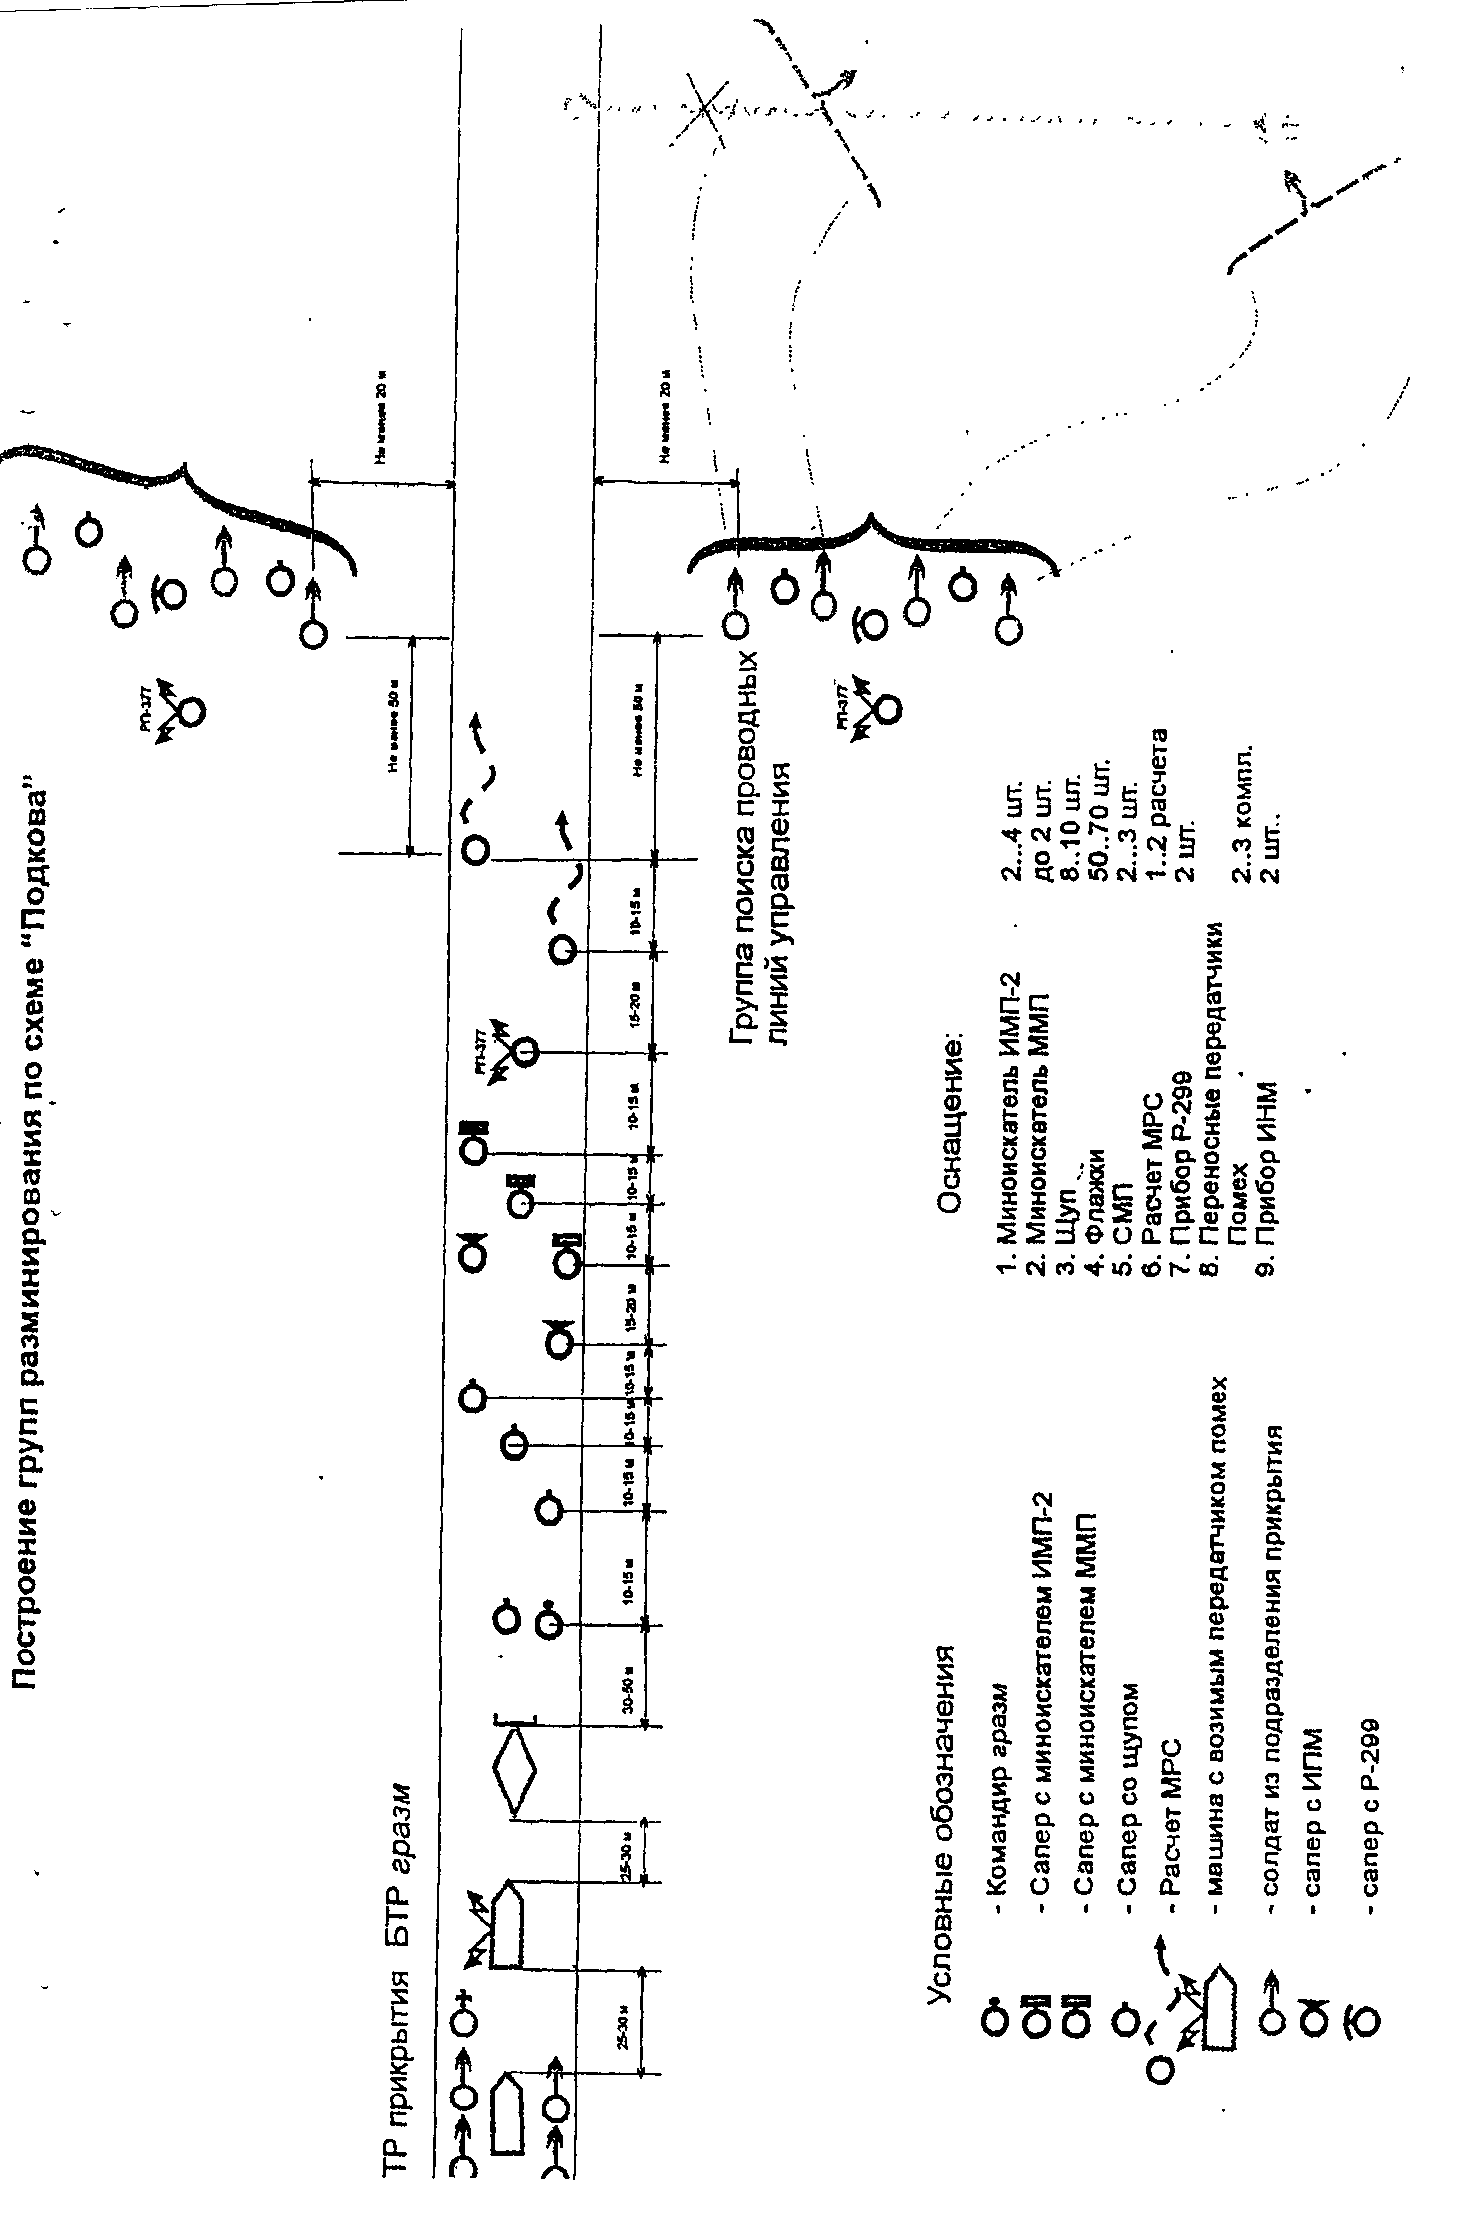 Построение групп разминирования по схеме "Подкова"
РП-377
Не менее 20 м
Не менее 50 м
ТР прикрытия БТР гразм
РП-377
25-30 м
25-30 м
30-50 м
10-15 м
10-15 м
10-15 м
10-15 м
15-20 м
10-15 м
10-15 м
10-15 м
15-20 м
10-15 м
Не менее 50 м
Не менее 20 м
Группа поиска проводных
линий управления
РП-377
Условные обозначения
- Командир гразм
- Сапер с миноискателем ИМП-2
- Сапер с миноискателем ММП
- Сапер со щупом
- Расчет МРС
- машина с возимым передатчиком помех
- солдат из подразделения прикрытия
- сапер с ИПМ
- сапер с Р-299
Оснащение:
1. Миноискатель ИМП-2 2...4 шт.
2. Миноискатель ММП до 2 шт.
3. Щуп 8..10 шт.
4. Флажки 50..70 шт.
5. СМП 2...3 шт.
6. Расчет МРС 1..2 расчета
7. Прибор Р-299 2 шт.
8. Переносные передатчики
Помех 2..3 компл.
9. Прибор ИНМ 2 шт..